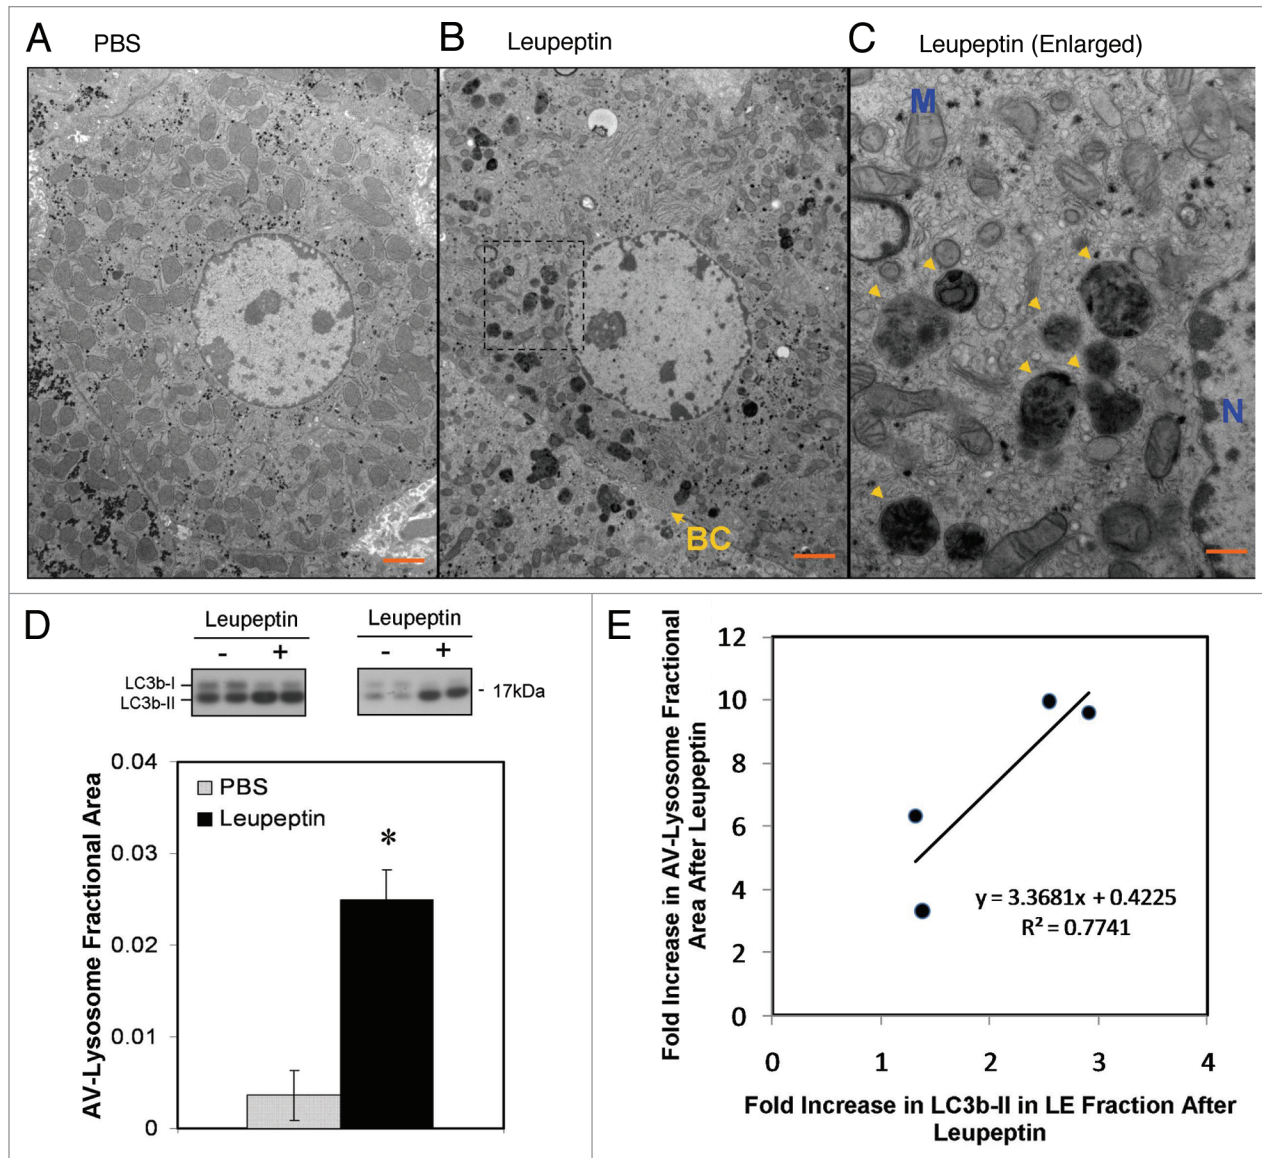 A PBS
B Leupeptin
C Leupeptin (Enlarged)
M
N
BC
D
Leupeptin
- +
Leupeptin
- +
LC3b-I
LC3b-II
- 17kDa
AV-Lysosome Fractional Area
0.04
0.03
0.02
0.01
0
PBS
Leupeptin
*
E
Fold Increase in AV-Lysosome Fractional
Area After Leupeptin
12
10
8
6
4
2
0
y = 3.3681x + 0.4225
R² = 0.7741
0 1 2 3 4
Fold Increase in LC3b-II in LE Fraction After
Leupeptin